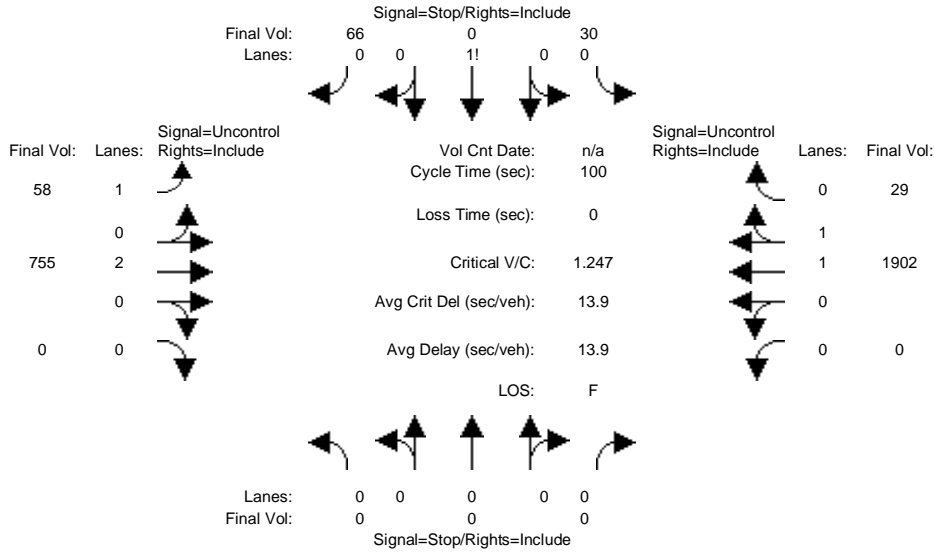 Signal=Stop/Rights=Include
Final Vol: 66 0 30
Lanes: 0 0 1! 0 0
Signal=Uncontrol Signal=Uncontrol
Final Vol: Lanes: Rights=Include Vol Cnt Date: n/a Rights=Include Lanes: Final Vol:
Cycle Time (sec): 100
58 1 0 29
Loss Time (sec): 0
0 1
755 2 Critical V/C: 1.247 1 1902
0 Avg Crit Del (sec/veh): 13.9 0
0 0 Avg Delay (sec/veh): 13.9 0 0
LOS: F
Lanes: 0 0 0 0 0
Final Vol: 0 0 0
Signal=Stop/Rights=Include